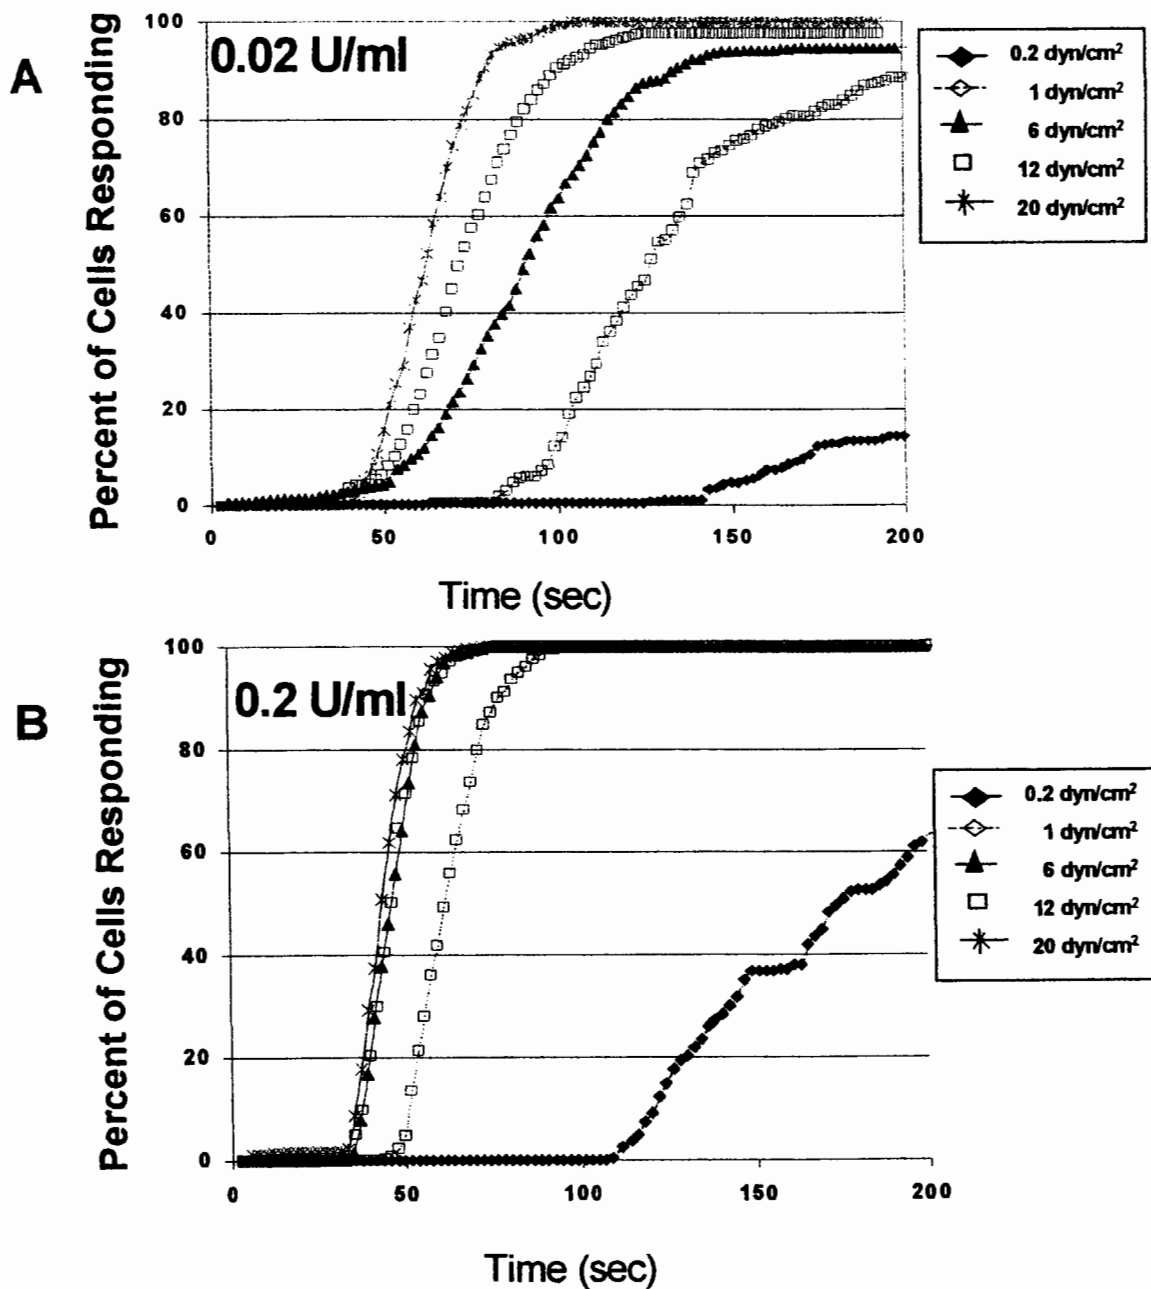 A
Percent of Cells Responding
0.02 U/ml
100
80
60
40
20
0
0 50 100 150 200
Time (sec)
0.2 dyn/cm²
1 dyn/cm²
6 dyn/cm²
12 dyn/cm²
20 dyn/cm²
B
Percent of Cells Responding
0.2 U/ml
100
80
60
40
20
0
0 50 100 150 200
Time (sec)
0.2 dyn/cm²
1 dyn/cm²
6 dyn/cm²
12 dyn/cm²
20 dyn/cm²